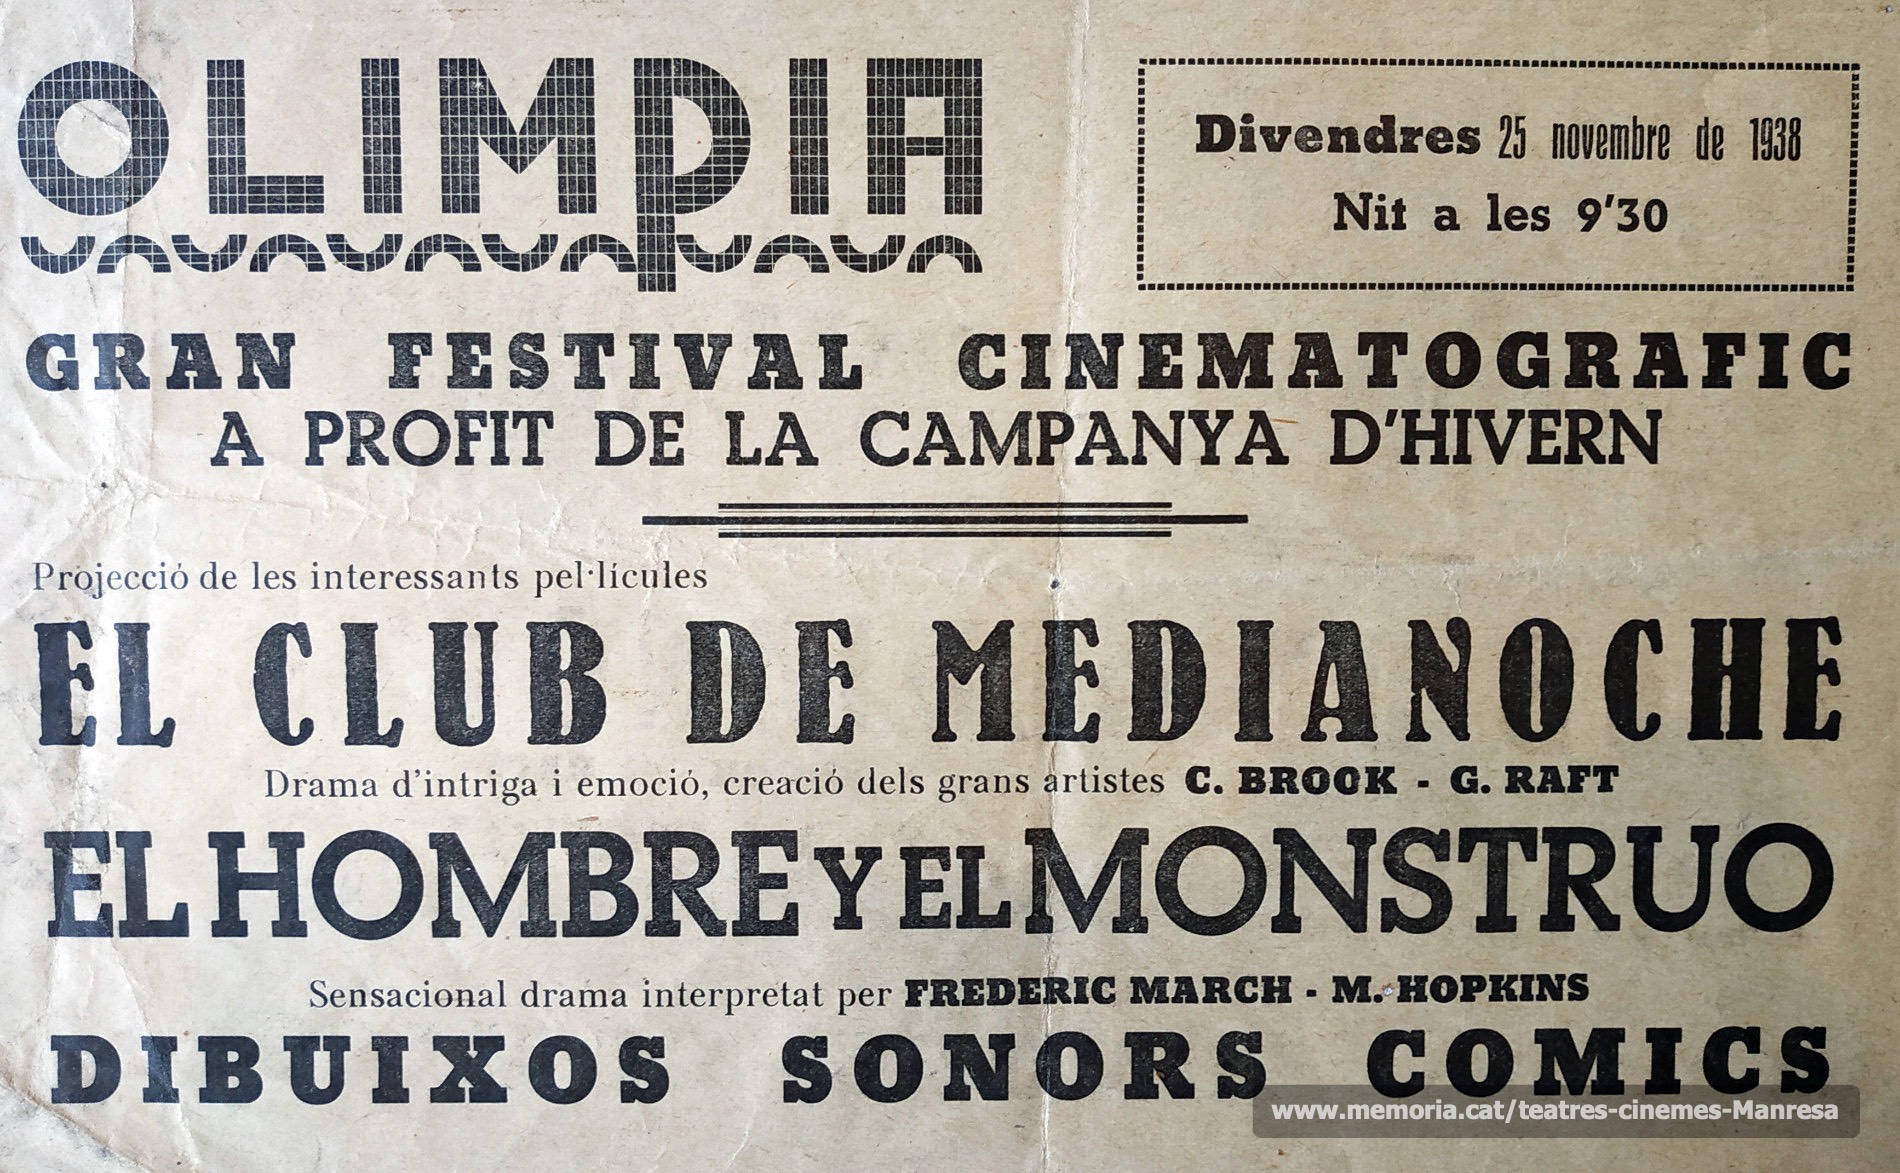 OLIMPIA
Divendres 25 novembre de 1938
Nit a les 9'30
GRAN FESTIVAL CINEMATOGRAFIC
A PROFIT DE LA CAMPANYA D'HIVERN
Projecció de les interessants pel·lícules
EL CLUB DE MEDIANOCHE
Drama d'intriga i emoció, creació dels grans artistes C. BROOK - G. RAFT
EL HOMBRE Y EL MONSTRUO
Sensacional drama interpretat per FREDERIC MARCH - M. HOPKINS
DIBUIXOS SONORS COMICS
www.memoria.cat/teatres-cinemes-Manresa